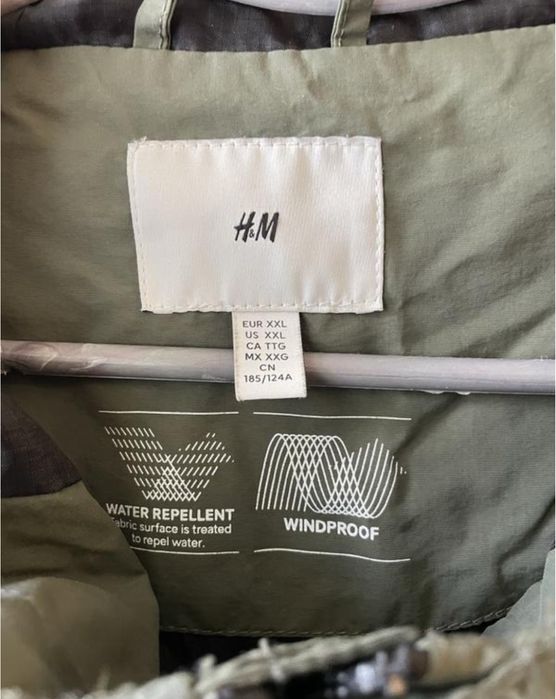 H&M
EUR XXL
US XXL
CA TTG
MX XXG
CN
185/124A
WATER REPELLENT
Fabric surface is treated
to repel water.
WINDPROOF